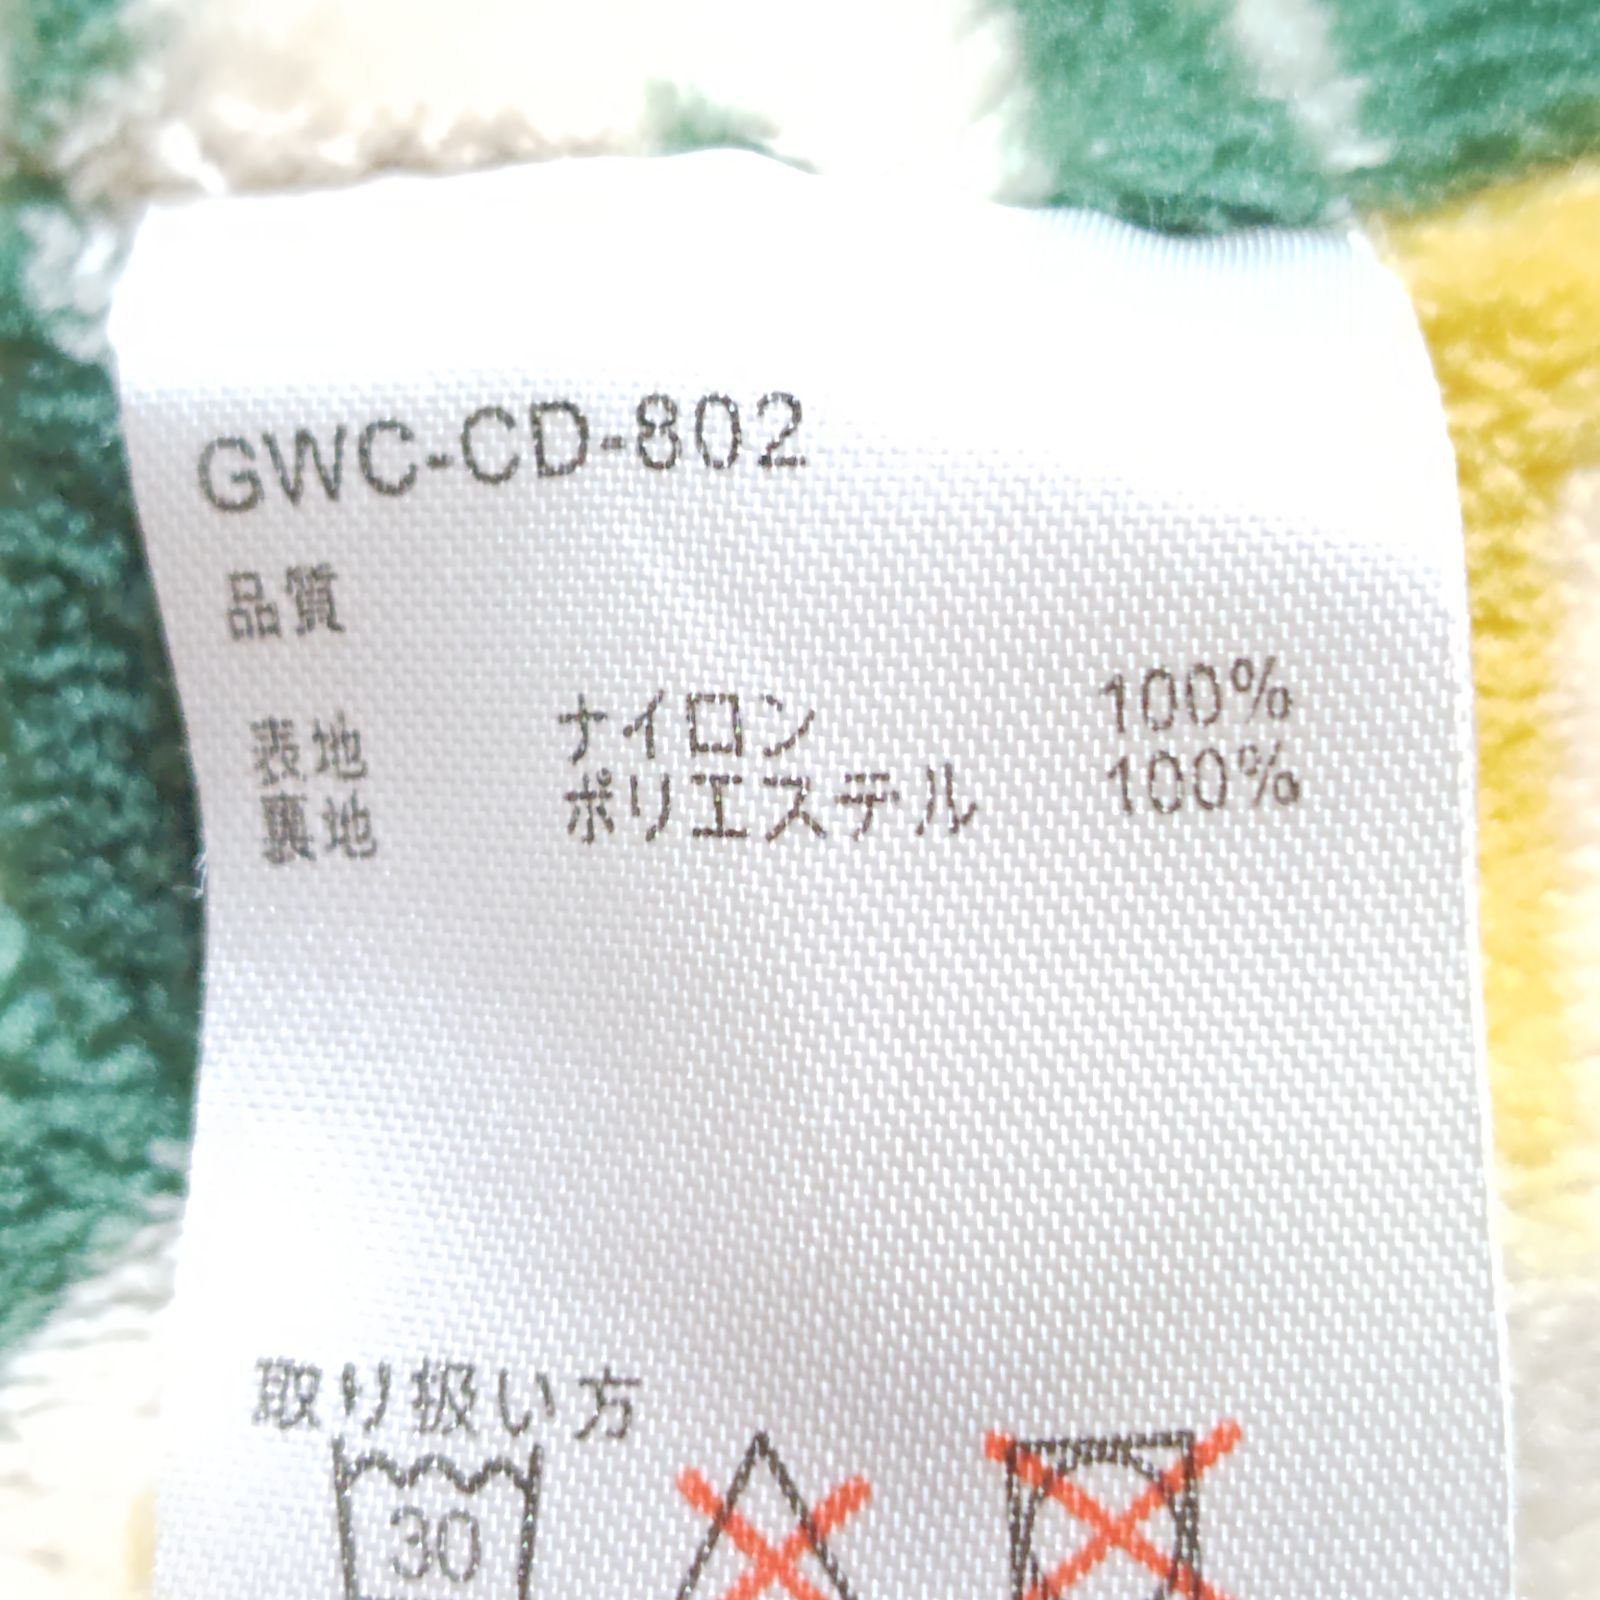 GWC-CD-802
品質
表地 ナイロン 100%
裏地 ポリエステル 100%
取り扱い方
30